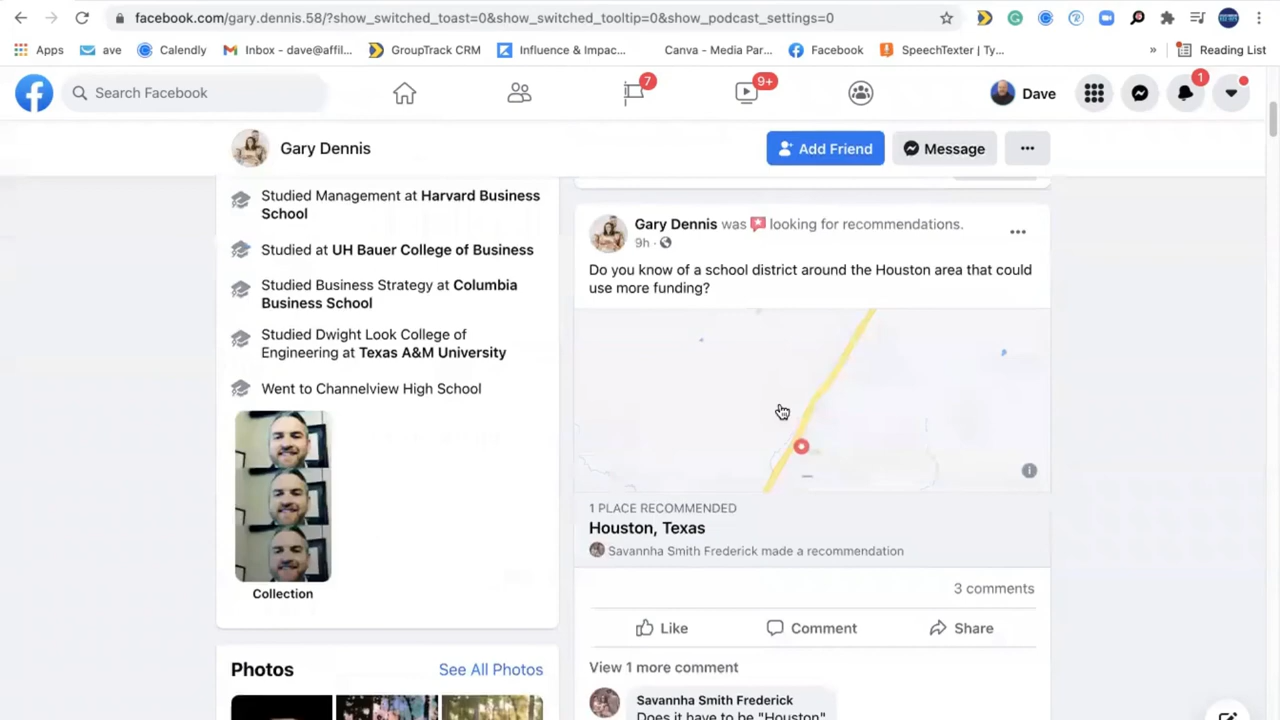 facebook.com/gary.dennis.58/?show_switched_toast=0&show_switched_tooltip=0&show_podcast_settings=0
Apps ave Calendly Inbox - dave@affil... GroupTrack CRM Influence & Impac... Canva - Media Par... Facebook SpeechTexter | Ty... » Reading List
Search Facebook 7 9+ Dave 1
Gary Dennis Add Friend Message
Studied Management at Harvard Business
School
Studied at UH Bauer College of Business
Studied Business Strategy at Columbia
Business School
Studied Dwight Look College of
Engineering at Texas A&M University
Went to Channelview High School
Collection
Photos See All Photos
Gary Dennis was looking for recommendations.
9h ·
Do you know of a school district around the Houston area that could
use more funding?
1 PLACE RECOMMENDED
Houston, Texas
Savannha Smith Frederick made a recommendation
3 comments
Like Comment Share
View 1 more comment
Savannha Smith Frederick
Does it have to be "Houston"